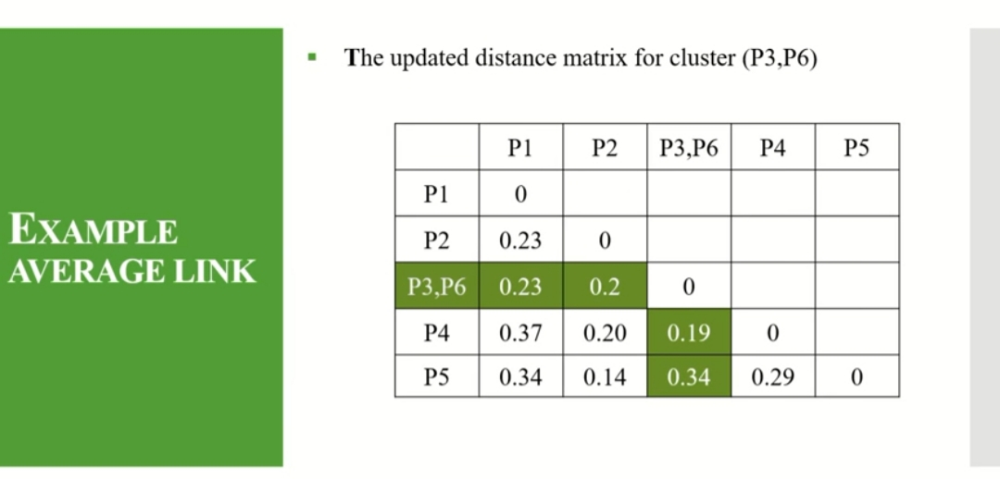 The updated distance matrix for cluster (P3,P6)
EXAMPLE
AVERAGE LINK
P1 P2 P3,P6 P4 P5
P1 0
P2 0.23 0
P3,P6 0.23 0.2 0
P4 0.37 0.20 0.19 0
P5 0.34 0.14 0.34 0.29 0